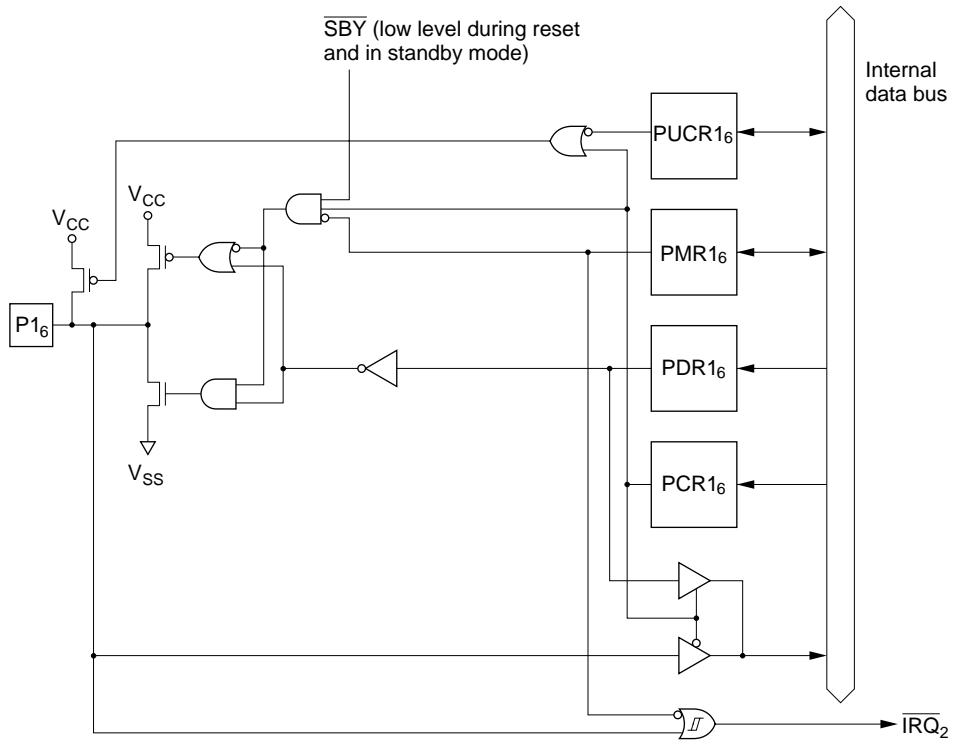 SBY (low level during reset
and in standby mode)
Internal
data bus
PUCR1₆
V_CC
V_CC
PMR1₆
P1₆
PDR1₆
V_SS
PCR1₆
IRQ₂